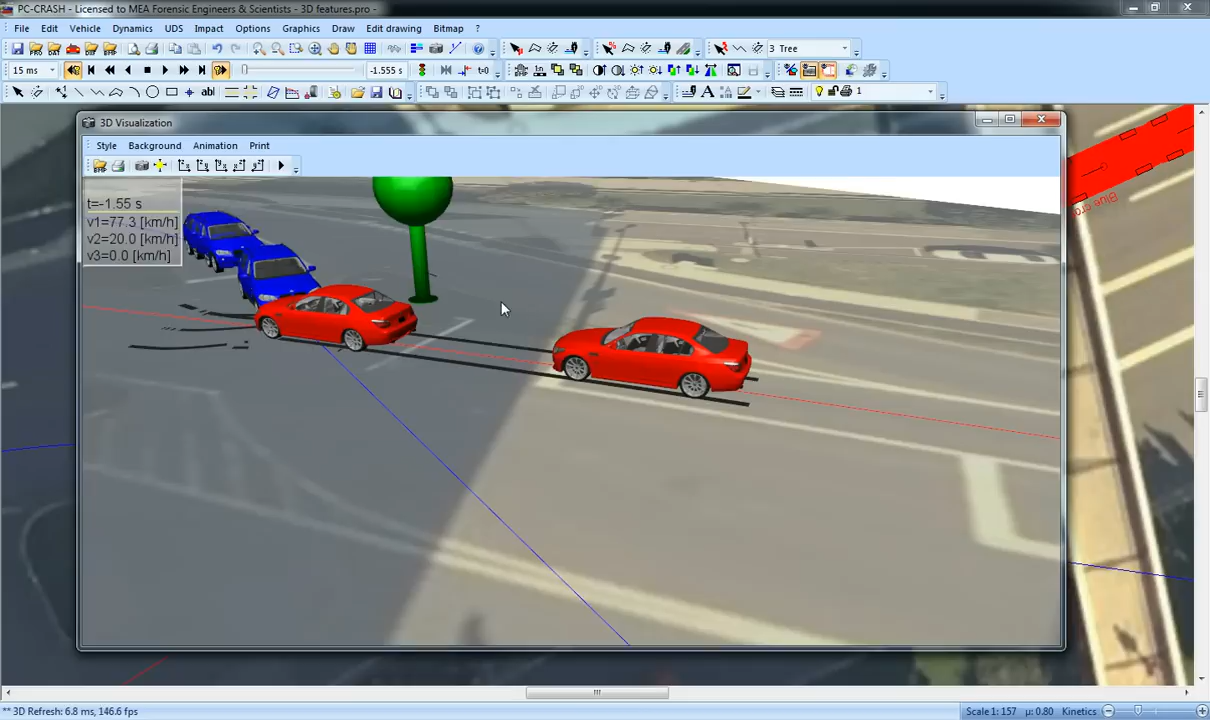 PC-CRASH - Licensed to MEA Forensic Engineers & Scientists - 3D features.pro -
File Edit Vehicle Dynamics UDS Impact Options Graphics Draw Edit drawing Bitmap ?
3 Tree
15 ms
-1.555 s
t=0
abl
1
3D Visualization
Style Background Animation Print
t=-1.55 s
v1=77.3 [km/h]
v2=20.0 [km/h]
v3=0.0 [km/h]
** 3D Refresh: 6.8 ms, 146.6 fps
Scale 1: 157 µ: 0.80 Kinetics